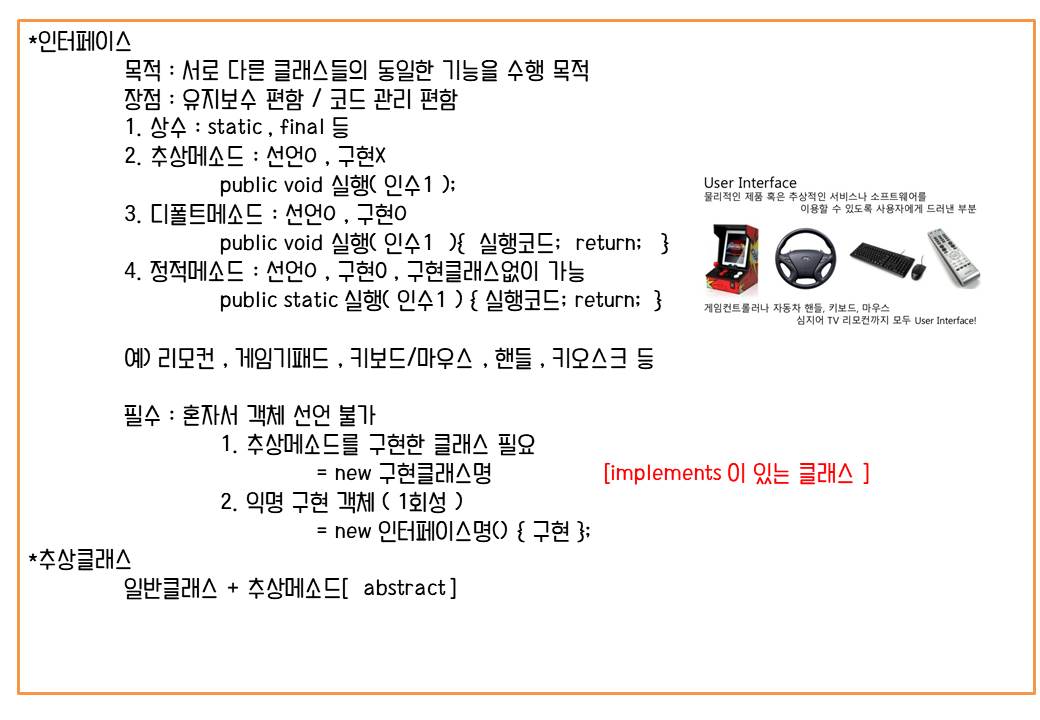 *인터페이스
목적 : 서로 다른 클래스들의 동일한 기능을 수행 목적
장점 : 유지보수 편함 / 코드 관리 편함
1. 상수 : static , final 등
2. 추상메소드 : 선언O , 구현X
public void 실행( 인수1 );
3. 디폴트메소드 : 선언O , 구현O
public void 실행( 인수1 ){ 실행코드; return; }
4. 정적메소드 : 선언O , 구현O , 구현클래스없이 가능
public static 실행( 인수1 ) { 실행코드; return; }
User Interface
물리적인 제품 혹은 추상적인 서비스나 소프트웨어를
이용할 수 있도록 사용자에게 드러낸 부분
게임컨트롤러나 자동차 핸들, 키보드, 마우스
심지어 TV 리모컨까지 모두 User Interface!
예) 리모컨 , 게임기패드 , 키보드/마우스 , 핸들 , 키오스크 등
필수 : 혼자서 객체 선언 불가
1. 추상메소드를 구현한 클래스 필요
= new 구현클래스명 [implements 이 있는 클래스 ]
2. 익명 구현 객체 ( 1회성 )
= new 인터페이스명() { 구현 };
*추상클래스
일반클래스 + 추상메소드[ abstract ]